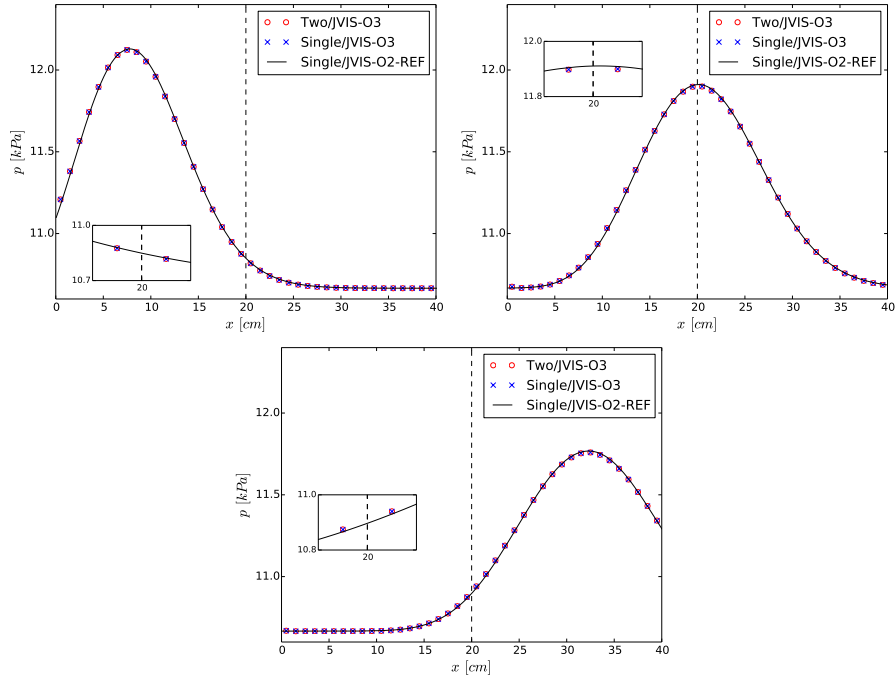 Two/JVIS-O3
Single/JVIS-O3
Single/JVIS-O2-REF
12.0
11.5
11.0
p [kPa]
11.0
10.7
20
0 5 10 15 20 25 30 35 40
x [cm]
Two/JVIS-O3
Single/JVIS-O3
Single/JVIS-O2-REF
12.0
11.5
11.0
p [kPa]
12.0
11.8
20
0 5 10 15 20 25 30 35 40
x [cm]
Two/JVIS-O3
Single/JVIS-O3
Single/JVIS-O2-REF
12.0
11.5
11.0
p [kPa]
11.0
10.8
20
0 5 10 15 20 25 30 35 40
x [cm]